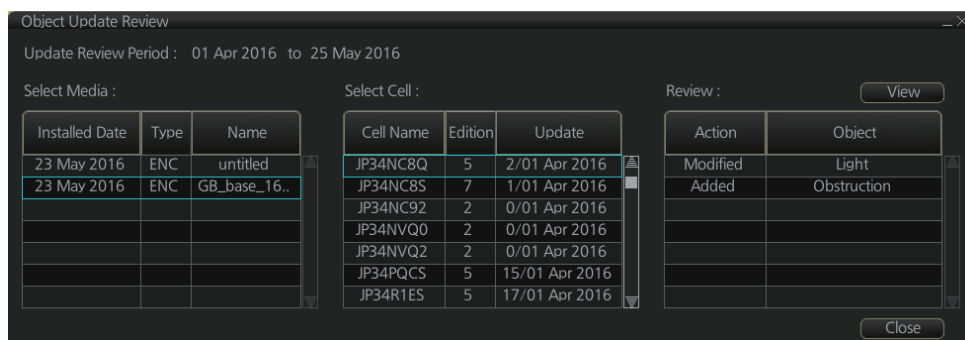 Object Update Review
Update Review Period : 01 Apr 2016 to 25 May 2016
Select Media :
Installed Date Type Name
23 May 2016 ENC untitled
23 May 2016 ENC GB_base_16..
Select Cell :
Cell Name Edition Update
JP34NC8Q 5 2/01 Apr 2016
JP34NC8S 7 1/01 Apr 2016
JP34NC92 2 0/01 Apr 2016
JP34NVQ0 2 0/01 Apr 2016
JP34NVQ2 2 0/01 Apr 2016
JP34PQCS 5 15/01 Apr 2016
JP34R1ES 5 17/01 Apr 2016
Review : View
Action Object
Modified Light
Added Obstruction
Close